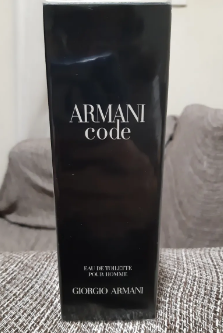 ARMANI
code
EAU DE TOILETTE
POUR HOMME
GIORGIO ARMANI